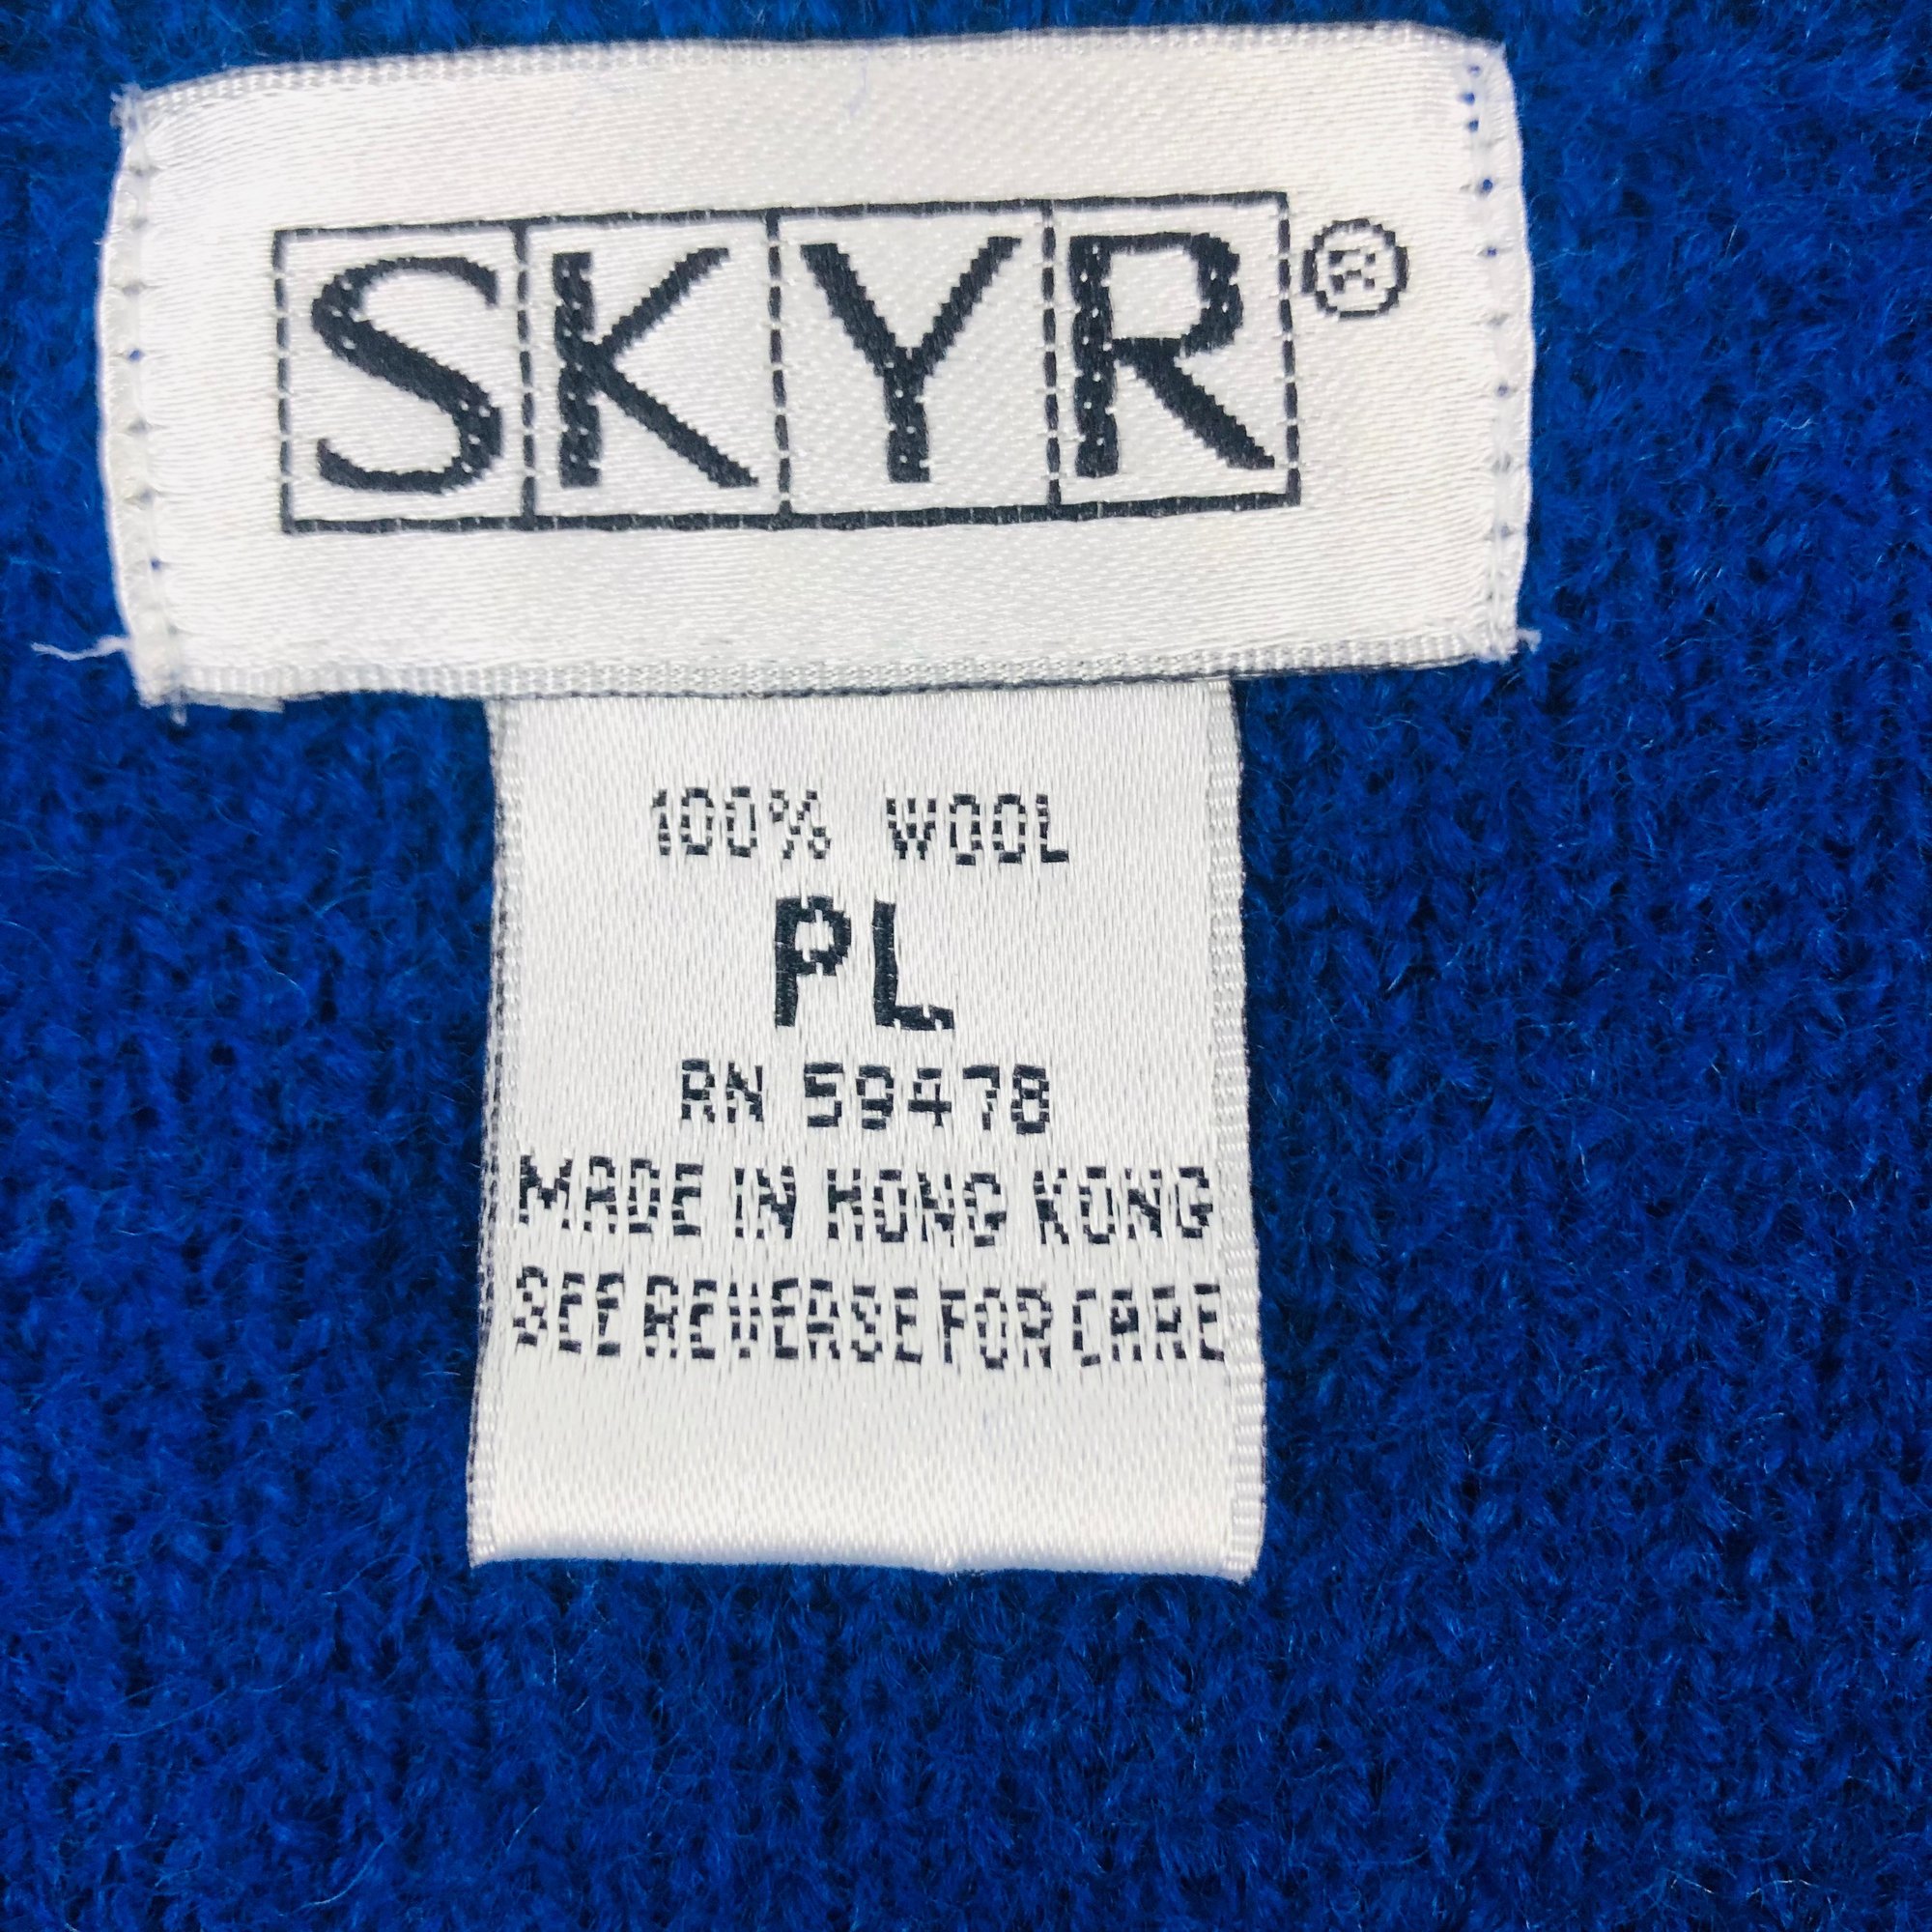 SKYR®
100% WOOL
PL
RN 59478
MADE IN HONG KONG
SEE REVERSE FOR CARE